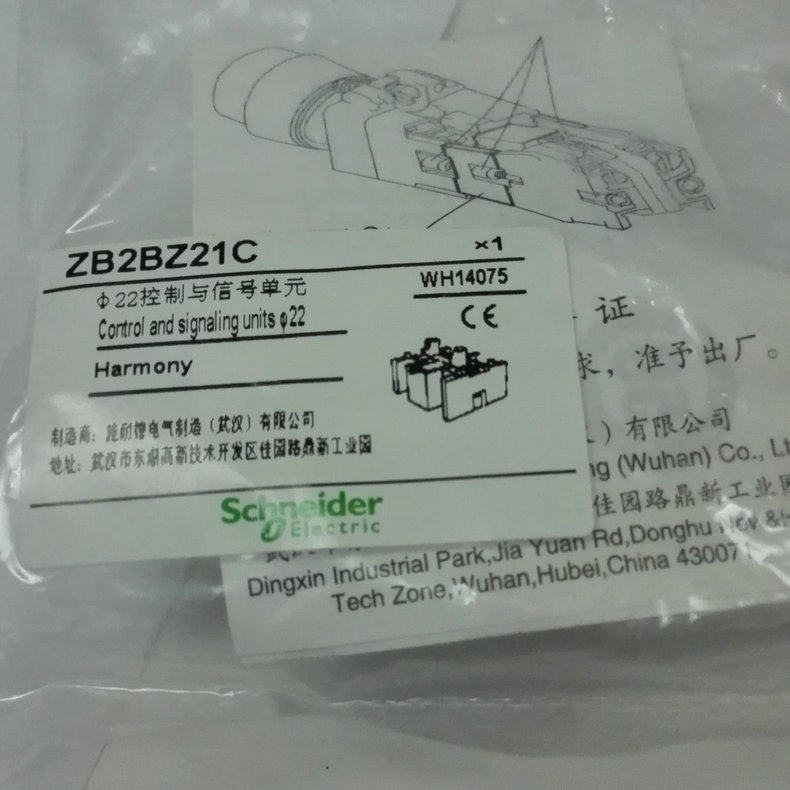 ZB2BZ21C
×1
Φ22控制与信号单元
WH14075
Control and signaling units φ22
CE
Harmony
制造商：施耐德电气制造（武汉）有限公司
地址：武汉市东湖高新技术开发区佳园路鼎新工业园
Schneider
Electric
证
求，准予出厂。
）有限公司
(Wuhan) Co., Lt
佳园路鼎新工业园
Dingxin Industrial Park,Jia Yuan Rd,Donghu New &
Tech Zone,Wuhan,Hubei,China 430071